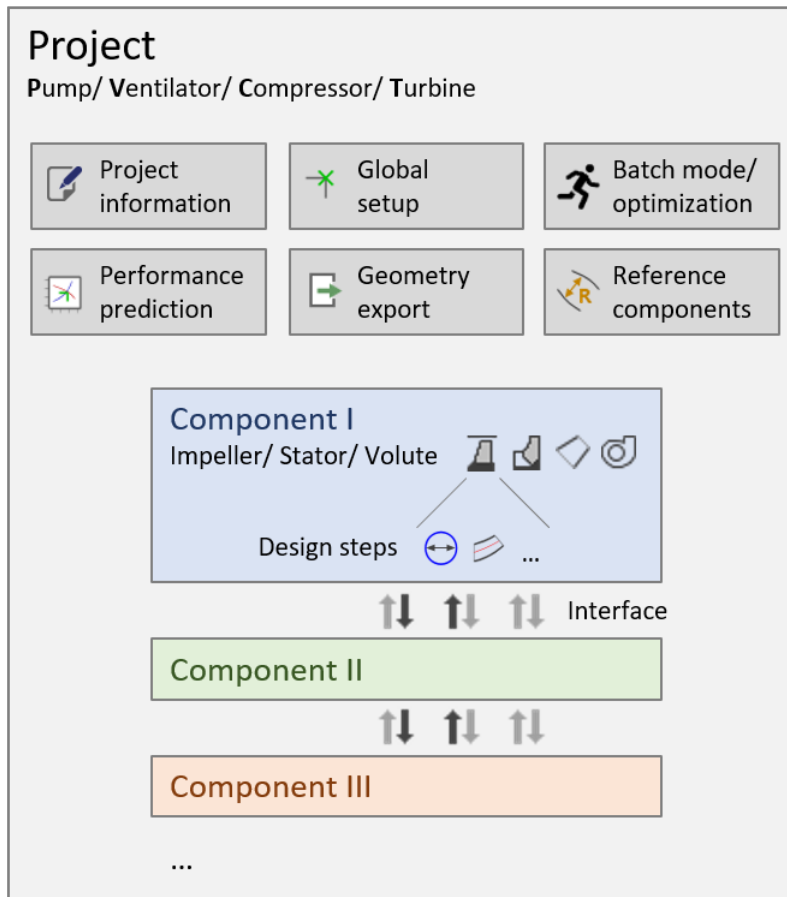 Project
Pump/ Ventilator/ Compressor/ Turbine
Project
information
Global
setup
Batch mode/
optimization
Performance
prediction
Geometry
export
R
Reference
components
Component I
Impeller/ Stator/ Volute
Design steps
...
Interface
Component II
Component III
...